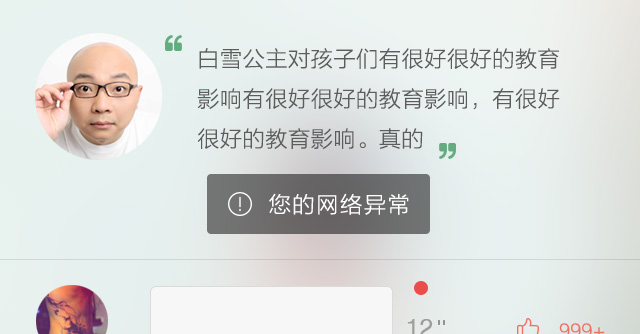 “白雪公主对孩子们有很好很好的教育
影响有很好很好的教育影响，有很好
很好的教育影响。真的”
您的网络异常
12"
999+